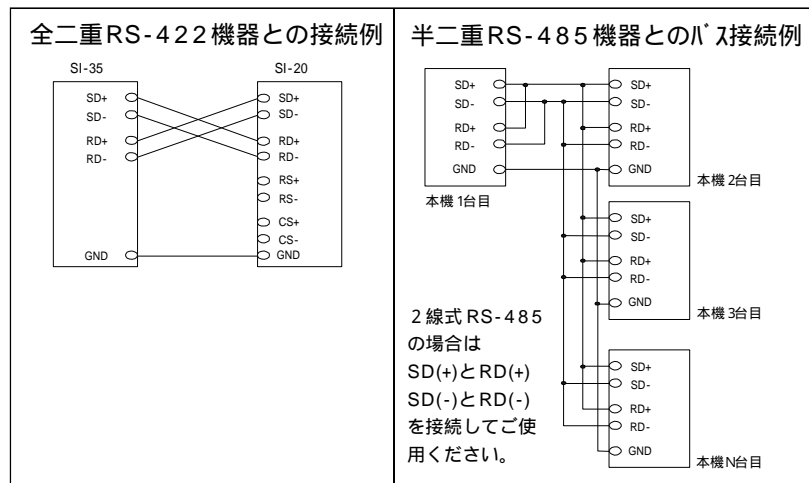 全二重RS-422機器との接続例
SI-35
SI-20
SD+
SD-
RD+
RD-
GND
SD+
SD-
RD+
RD-
RS+
RS-
CS+
CS-
GND
半二重RS-485機器とのバス接続例
SD+
SD-
RD+
RD-
GND
本機1台目
SD+
SD-
RD+
RD-
GND
本機2台目
SD+
SD-
RD+
RD-
GND
本機3台目
2線式RS-485
の場合は
SD(+)とRD(+)
SD(-)とRD(-)
を接続してご使
用ください。
SD+
SD-
RD+
RD-
GND
本機N台目